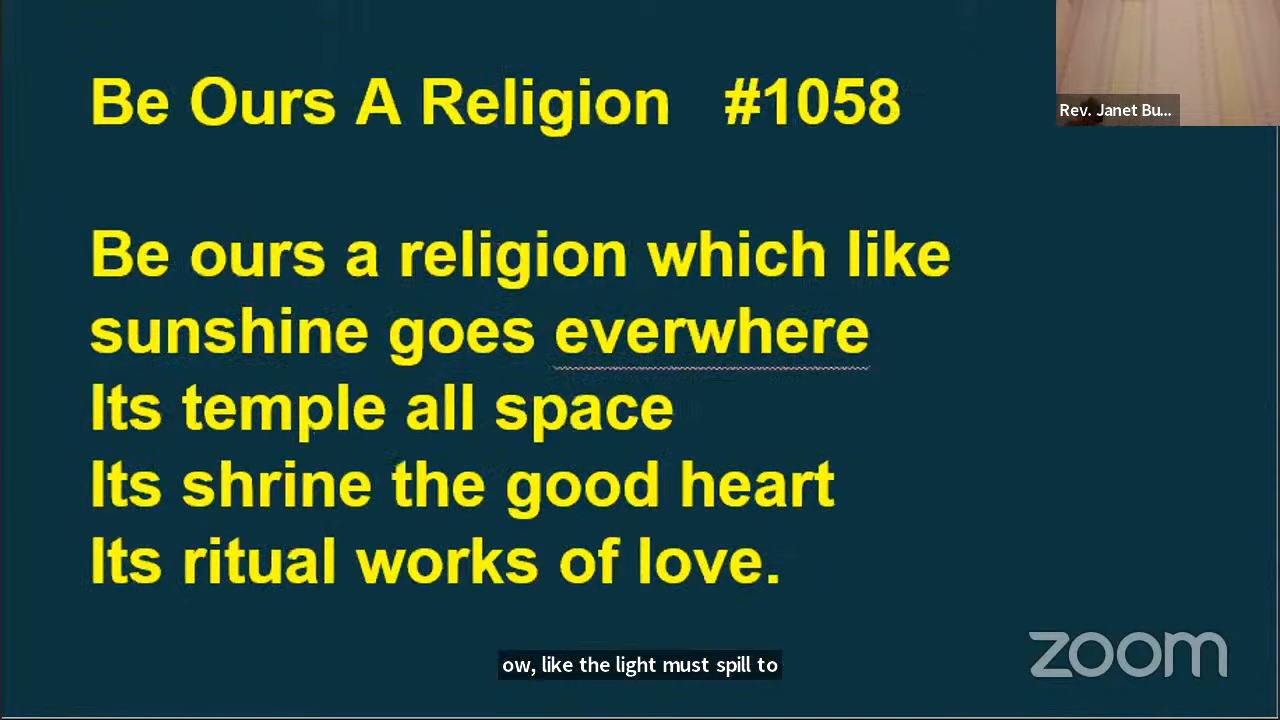 Be Ours A Religion #1058
Rev. Janet Bu...
Be ours a religion which like
sunshine goes everwhere
Its temple all space
Its shrine the good heart
Its ritual works of love.
ow, like the light must spill to
zoom